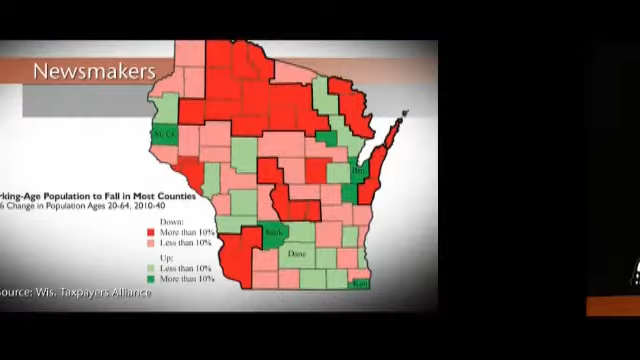 Newsmakers
St. Cr.
Brn
rking-Age Population to Fall in Most Counties
% Change in Population Ages 20-64, 2010-40
Down:
More than 10%
Less than 10%
Up:
Less than 10%
More than 10%
Sauk
Dane
Ken
Source: Wis. Taxpayers Alliance